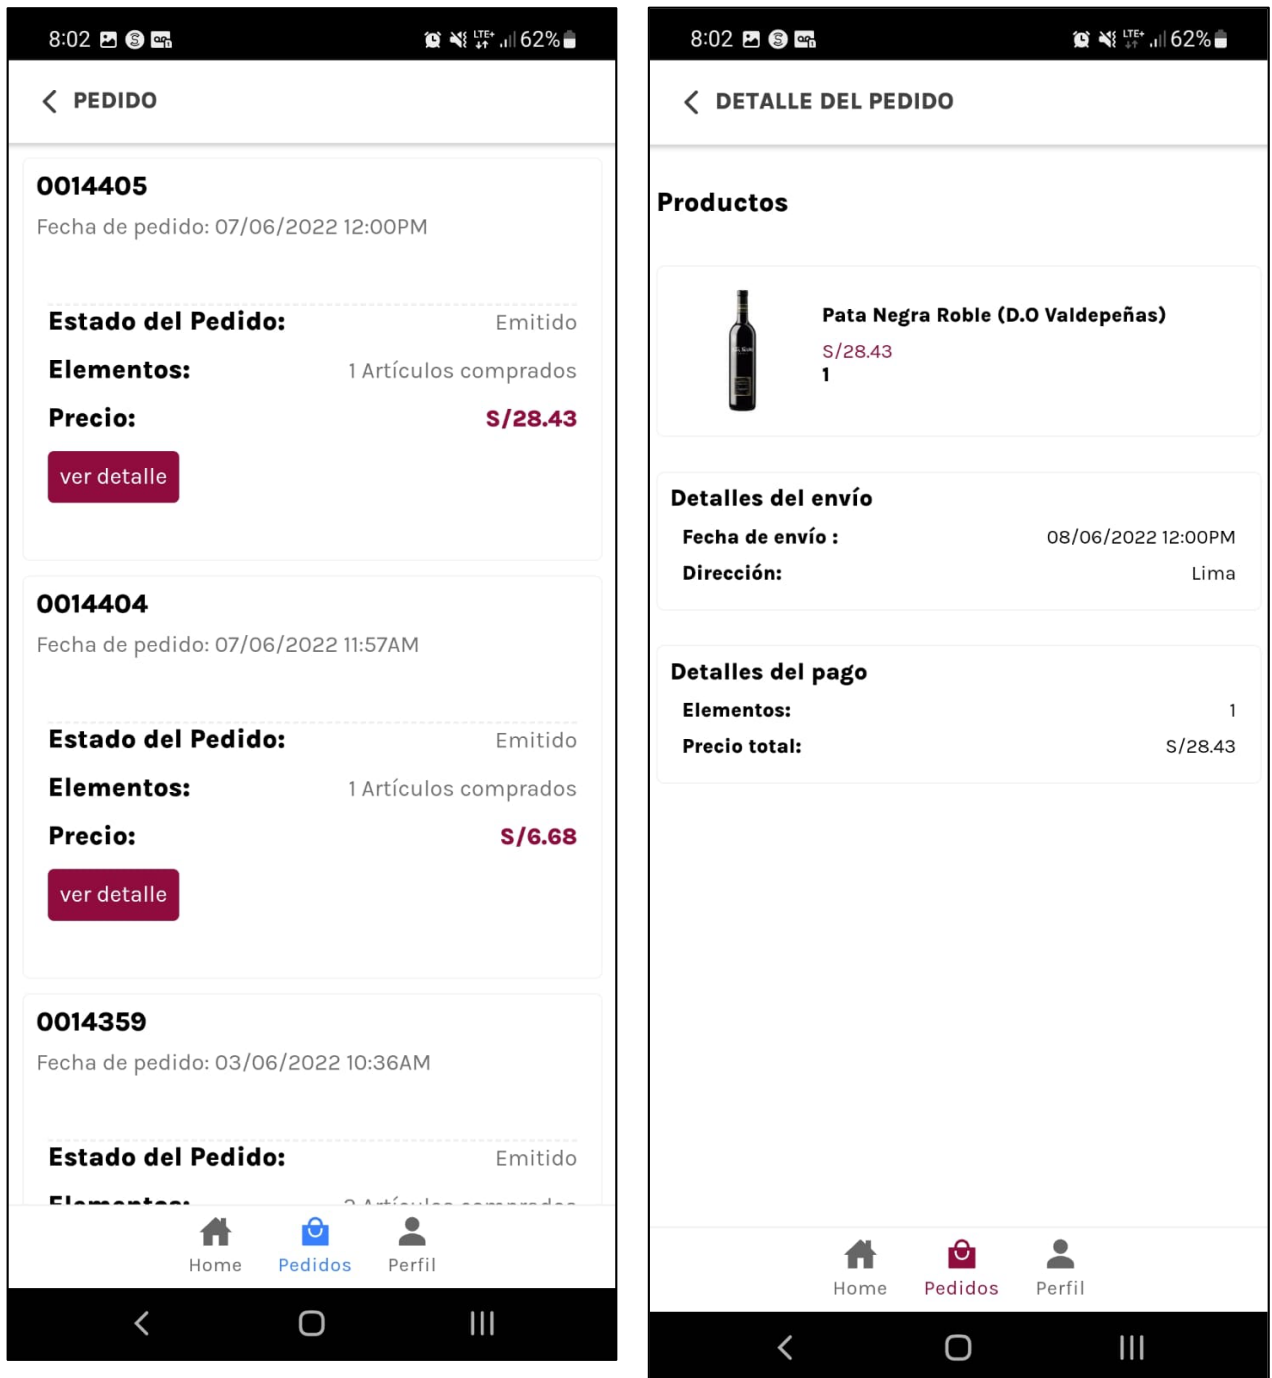 8:02
LTE+
62%
PEDIDO
0014405
Fecha de pedido: 07/06/2022 12:00PM
Estado del Pedido: Emitido
Elementos: 1 Artículos comprados
Precio: S/28.43
ver detalle
0014404
Fecha de pedido: 07/06/2022 11:57AM
Estado del Pedido: Emitido
Elementos: 1 Artículos comprados
Precio: S/6.68
ver detalle
0014359
Fecha de pedido: 03/06/2022 10:36AM
Estado del Pedido: Emitido
Elementos: Artículos comprados
Home Pedidos Perfil
8:02
LTE+
62%
DETALLE DEL PEDIDO
Productos
Pata Negra Roble (D.O Valdepeñas)
S/28.43
1
Detalles del envío
Fecha de envío : 08/06/2022 12:00PM
Dirección: Lima
Detalles del pago
Elementos: 1
Precio total: S/28.43
Home Pedidos Perfil